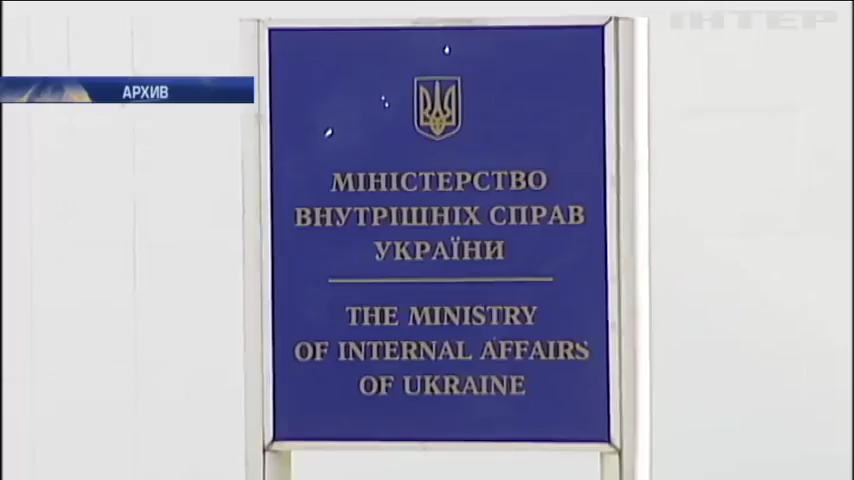 ІНТЕР
АРХИВ
МІНІСТЕРСТВО
ВНУТРІШНІХ СПРАВ
УКРАЇНИ
THE MINISTRY
OF INTERNAL AFFAIRS
OF UKRAINE